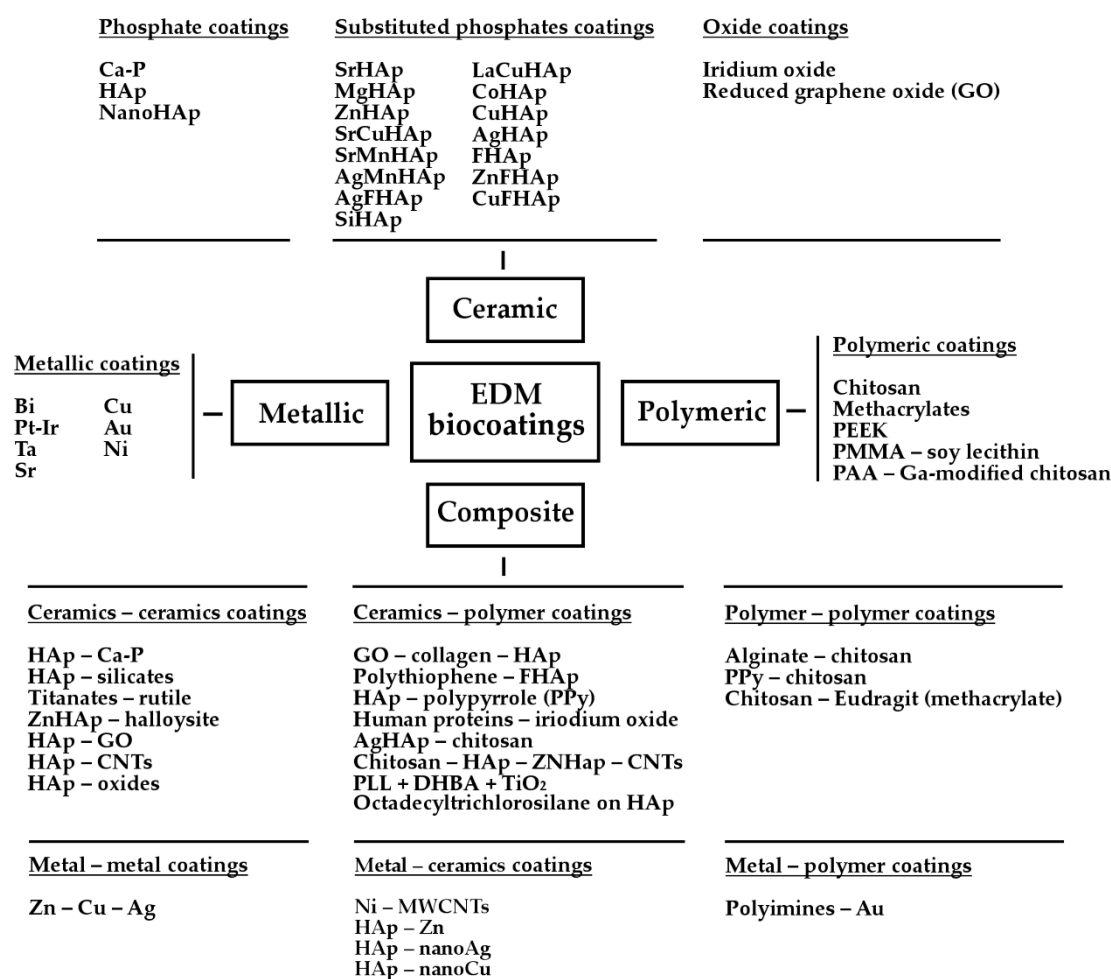 Phosphate coatings
Ca-P
HAp
NanoHAp
Substituted phosphates coatings
SrHAp
MgHAp
ZnHAp
SrCuHAp
SrMnHAp
AgMnHAp
AgFHAp
SiHAp
LaCuHAp
CoHAp
CuHAp
AgHAp
FHAp
ZnFHAp
CuFHAp
Oxide coatings
Iridium oxide
Reduced graphene oxide (GO)
Ceramic
Metallic coatings
Bi
Pt-Ir
Ta
Sr
Cu
Au
Ni
Metallic
EDM
biocoatings
Polymeric
Polymeric coatings
Chitosan
Methacrylates
PEEK
PMMA – soy lecithin
PAA – Ga-modified chitosan
Composite
Ceramics – ceramics coatings
HAp – Ca-P
HAp – silicates
Titanates – rutile
ZnHAp – halloysite
HAp – GO
HAp – CNTs
HAp – oxides
Ceramics – polymer coatings
GO – collagen – HAp
Polythiophene – FHAp
HAp – polypyrrole (PPy)
Human proteins – iriodium oxide
AgHAp – chitosan
Chitosan – HAp – ZNHap – CNTs
PLL + DHBA + TiO₂
Octadecyltrichlorosilane on HAp
Polymer – polymer coatings
Alginate – chitosan
PPy – chitosan
Chitosan – Eudragit (methacrylate)
Metal – metal coatings
Zn – Cu – Ag
Metal – ceramics coatings
Ni – MWCNTs
HAp – Zn
HAp – nanoAg
HAp – nanoCu
Metal – polymer coatings
Polyimines – Au